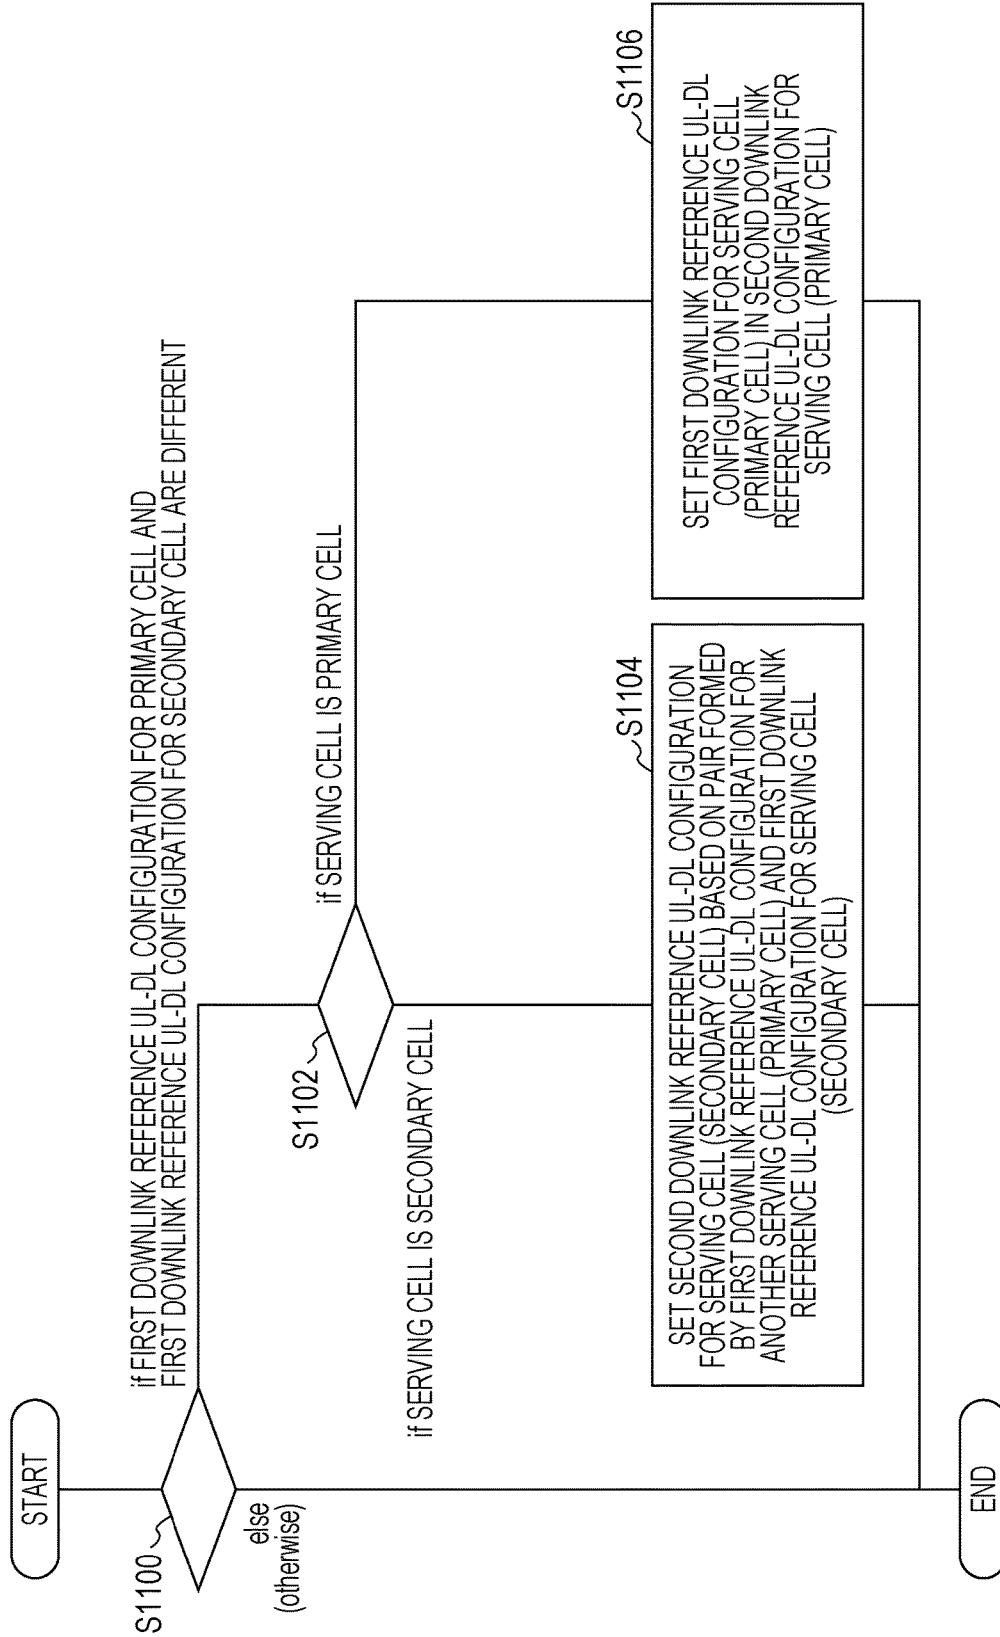 START
S1100
if FIRST DOWNLINK REFERENCE UL-DL CONFIGURATION FOR PRIMARY CELL AND
FIRST DOWNLINK REFERENCE UL-DL CONFIGURATION FOR SECONDARY CELL ARE DIFFERENT
else
(otherwise)
S1102
if SERVING CELL IS PRIMARY CELL
if SERVING CELL IS SECONDARY CELL
S1104
SET SECOND DOWNLINK REFERENCE UL-DL CONFIGURATION
FOR SERVING CELL (SECONDARY CELL) BASED ON PAIR FORMED
BY FIRST DOWNLINK REFERENCE UL-DL CONFIGURATION FOR
ANOTHER SERVING CELL (PRIMARY CELL) AND FIRST DOWNLINK
REFERENCE UL-DL CONFIGURATION FOR SERVING CELL
(SECONDARY CELL)
S1106
SET FIRST DOWNLINK REFERENCE UL-DL
CONFIGURATION FOR SERVING CELL
(PRIMARY CELL) IN SECOND DOWNLINK
REFERENCE UL-DL CONFIGURATION FOR
SERVING CELL (PRIMARY CELL)
END